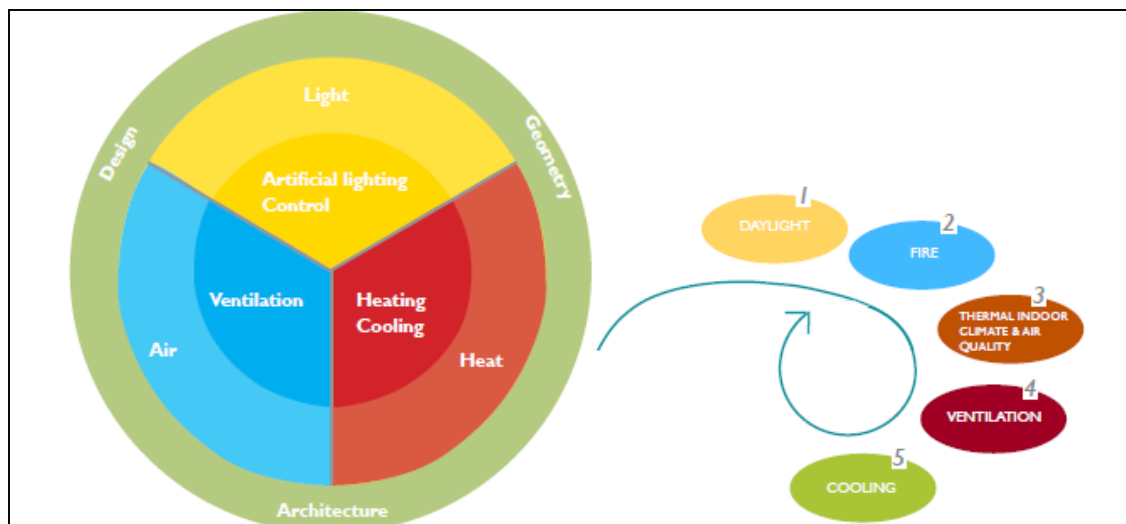 Light
Design
Geometry
Artificial lighting
Control
Ventilation
Heating
Cooling
Air
Heat
Architecture
1
DAYLIGHT
2
FIRE
3
THERMAL INDOOR
CLIMATE & AIR
QUALITY
4
VENTILATION
5
COOLING